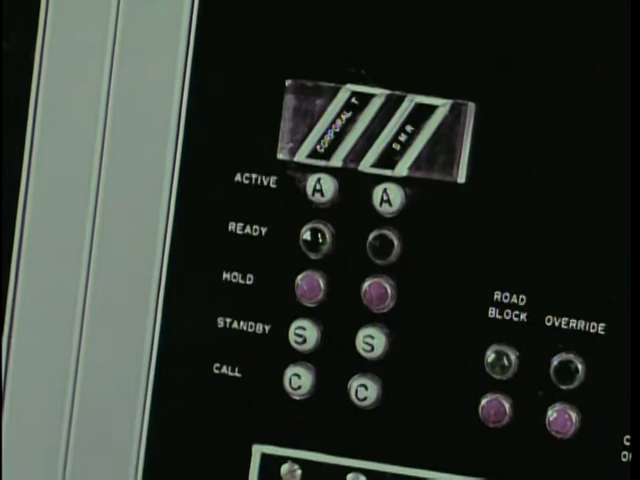 CORPORAL T
SMR
ACTIVE A A
READY
HOLD
STANDBY S S
CALL C C
ROAD
BLOCK
OVERRIDE